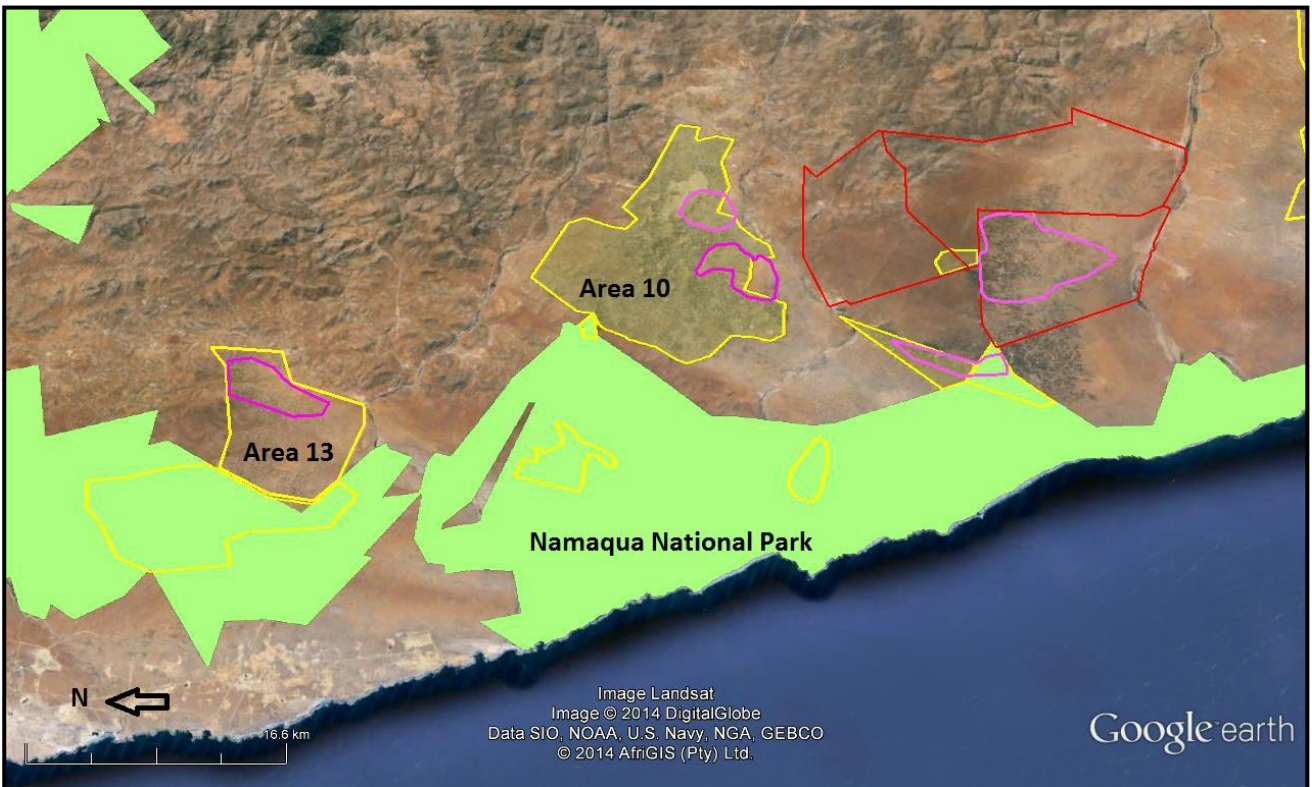 Area 10
Area 13
Namaqua National Park
N
16.6 km
Image Landsat
Image © 2014 DigitalGlobe
Data SIO, NOAA, U.S. Navy, NGA, GEBCO
© 2014 AfriGIS (Pty) Ltd.
Google earth